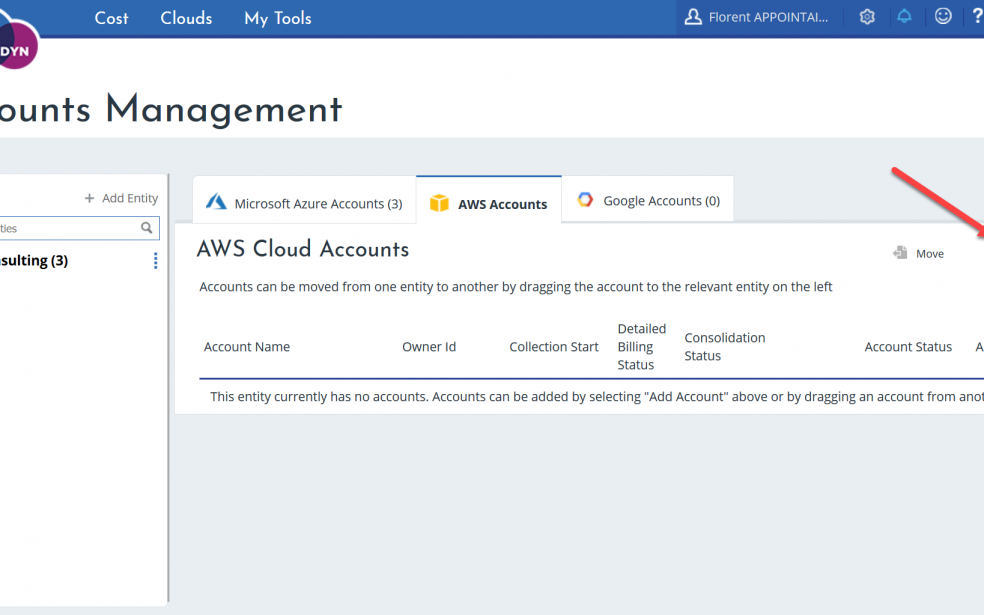 Cost Clouds My Tools Florent APPOINTAI... ?
DYN
ounts Management
+ Add Entity
ties
sulting (3)
Microsoft Azure Accounts (3) AWS Accounts Google Accounts (0)
AWS Cloud Accounts
Move
Accounts can be moved from one entity to another by dragging the account to the relevant entity on the left
Account Name Owner Id Collection Start Detailed Billing Status Consolidation Status Account Status A
This entity currently has no accounts. Accounts can be added by selecting "Add Account" above or by dragging an account from anot